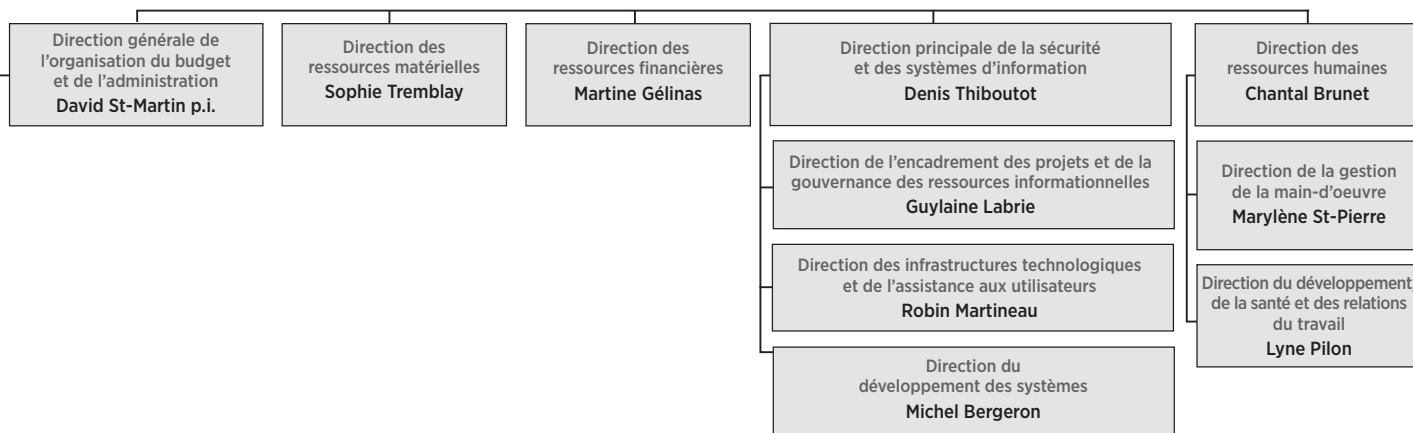 Direction générale de
l'organisation du budget
et de l'administration
David St-Martin p.i.
Direction des
ressources matérielles
Sophie Tremblay
Direction des
ressources financières
Martine Gélinas
Direction principale de la sécurité
et des systèmes d'information
Denis Thiboutot
Direction de l'encadrement des projets et de la
gouvernance des ressources informationnelles
Guylaine Labrie
Direction des infrastructures technologiques
et de l'assistance aux utilisateurs
Robin Martineau
Direction du
développement des systèmes
Michel Bergeron
Direction des
ressources humaines
Chantal Brunet
Direction de la gestion
de la main-d'oeuvre
Marylène St-Pierre
Direction du développement,
de la santé et des relations
du travail
Lyne Pilon